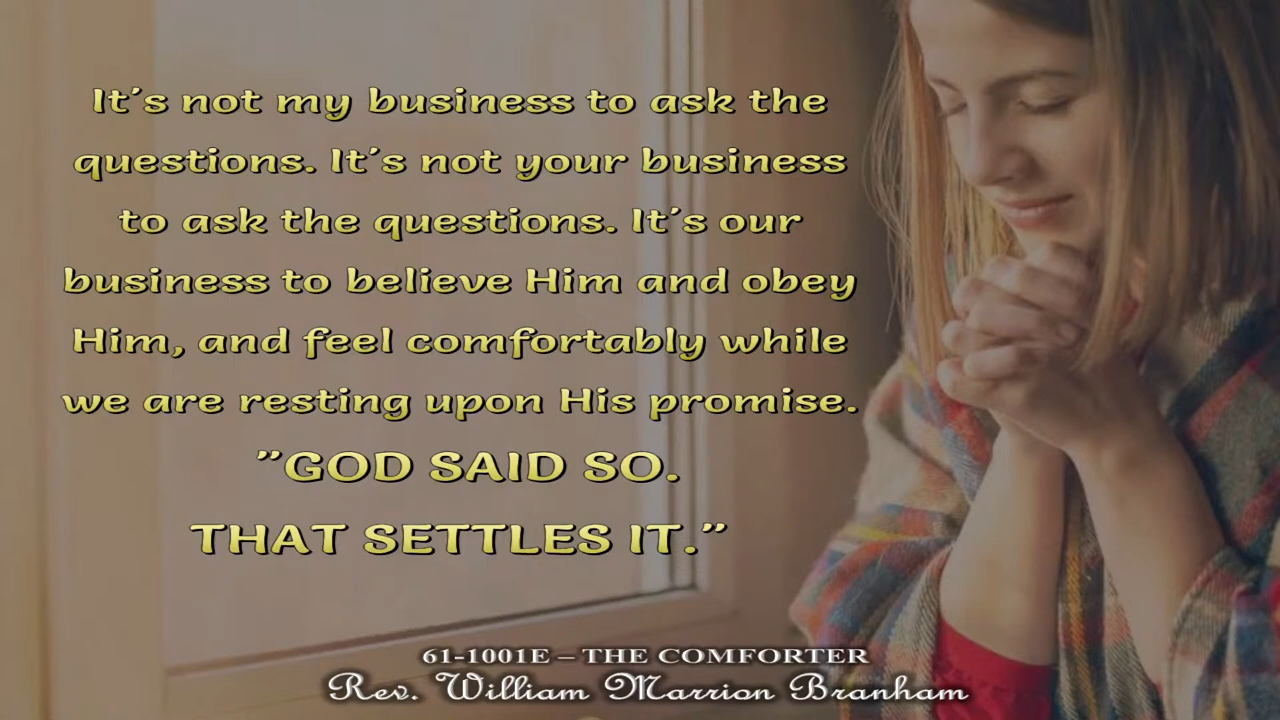 It's not my business to ask the
questions. It's not your business
to ask the questions. It's our
business to believe Him and obey
Him, and feel comfortably while
we are resting upon His promise.
"GOD SAID SO.
THAT SETTLES IT."
61-1001E – THE COMFORTER
Rev. William Marrion Branham